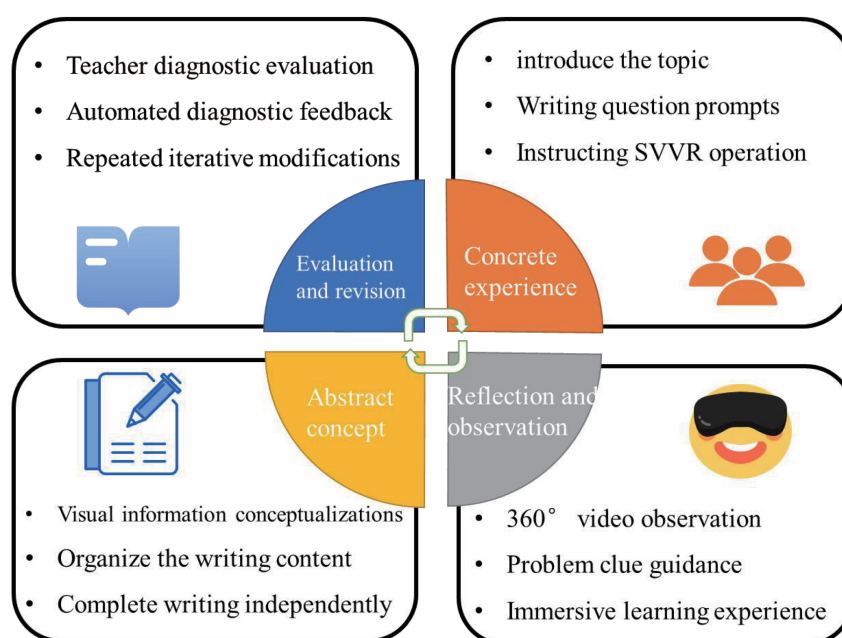 • Teacher diagnostic evaluation
• Automated diagnostic feedback
• Repeated iterative modifications
• introduce the topic
• Writing question prompts
• Instructing SVVR operation
Evaluation
and revision
Concrete
experience
Abstract
concept
Reflection and
observation
• Visual information conceptualizations
• Organize the writing content
• Complete writing independently
• 360° video observation
• Problem clue guidance
• Immersive learning experience